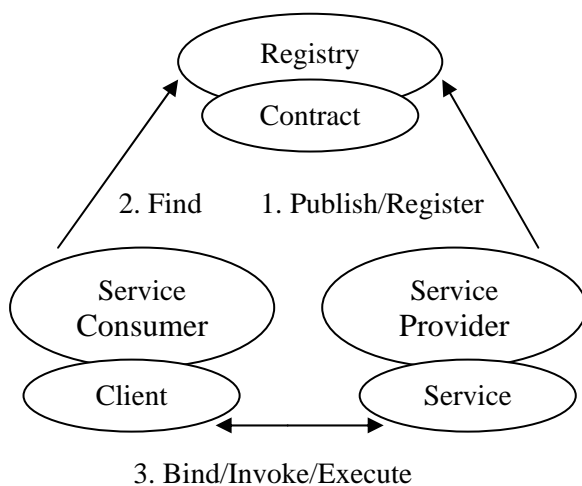 Registry
Contract
2. Find
1. Publish/Register
Service
Consumer
Service
Provider
Client
Service
3. Bind/Invoke/Execute